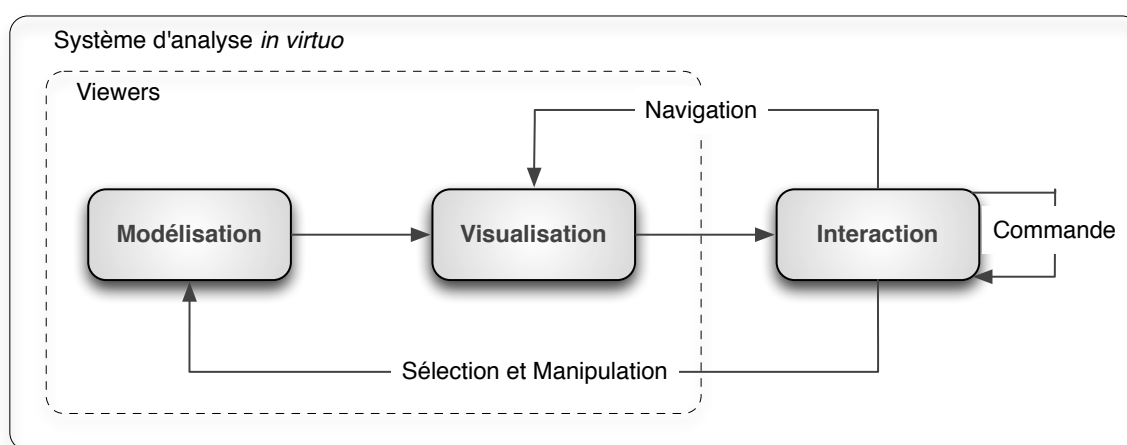 Système d'analyse in virtuo
Viewers
Navigation
Modélisation
Visualisation
Interaction
Commande
Sélection et Manipulation